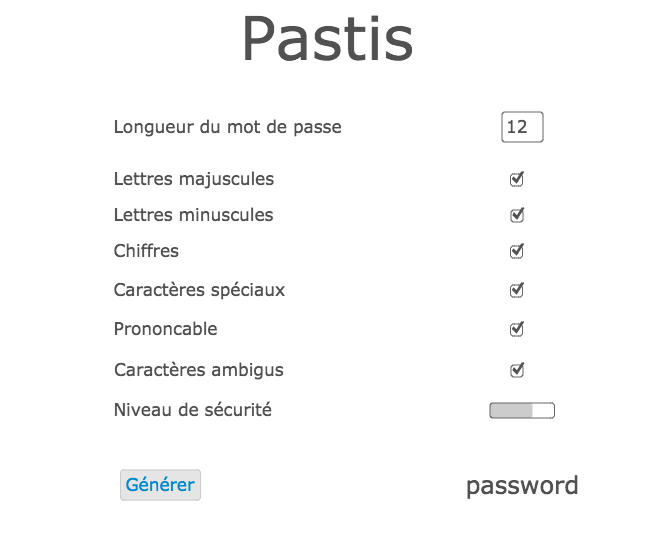 Pastis
Longueur du mot de passe 12
Lettres majuscules
Lettres minuscules
Chiffres
Caractères spéciaux
Prononcable
Caractères ambigus
Niveau de sécurité
Générer password